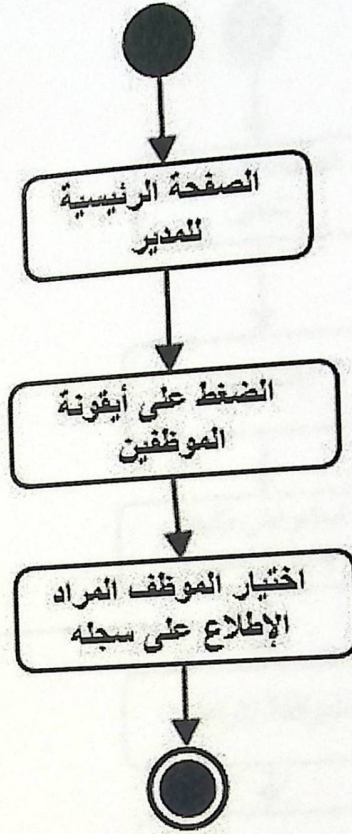 الصفحة الرئيسية
للمدير
الضغط على أيقونة
الموظفين
اختيار الموظف المراد
الإطلاع على سجله